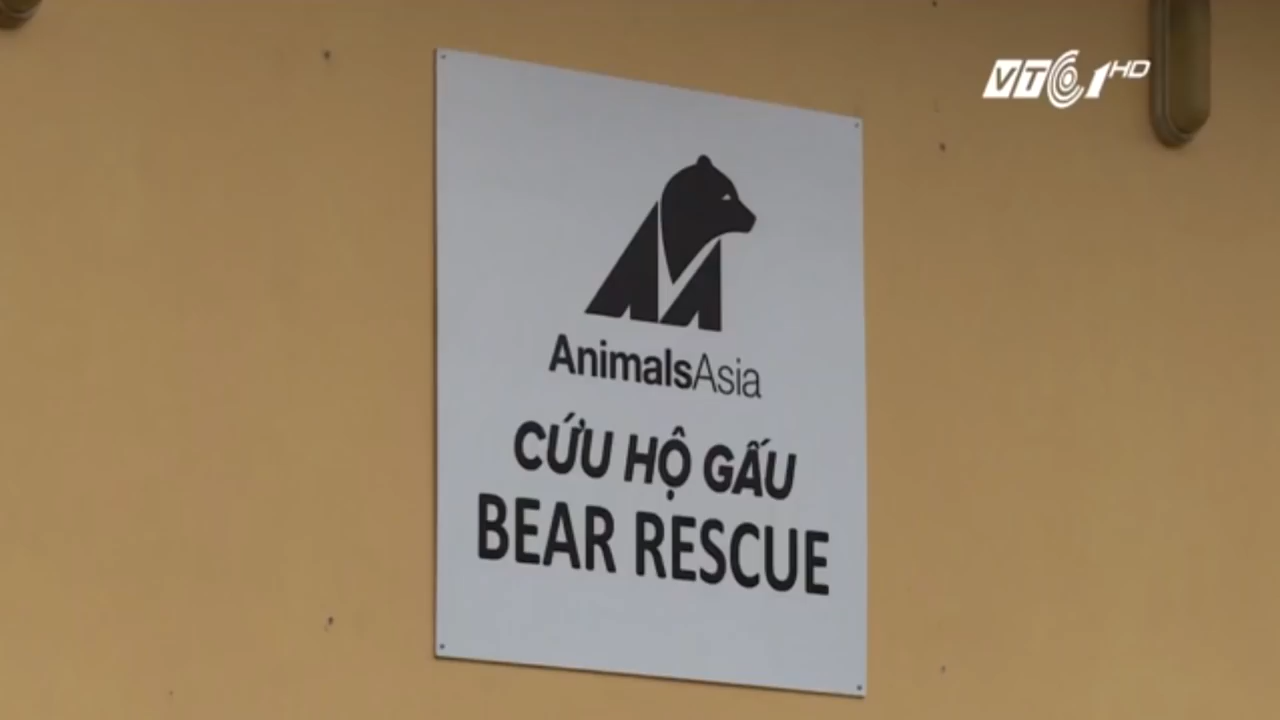 VTC1 HD
AnimalsAsia
CỨU HỘ GẤU
BEAR RESCUE